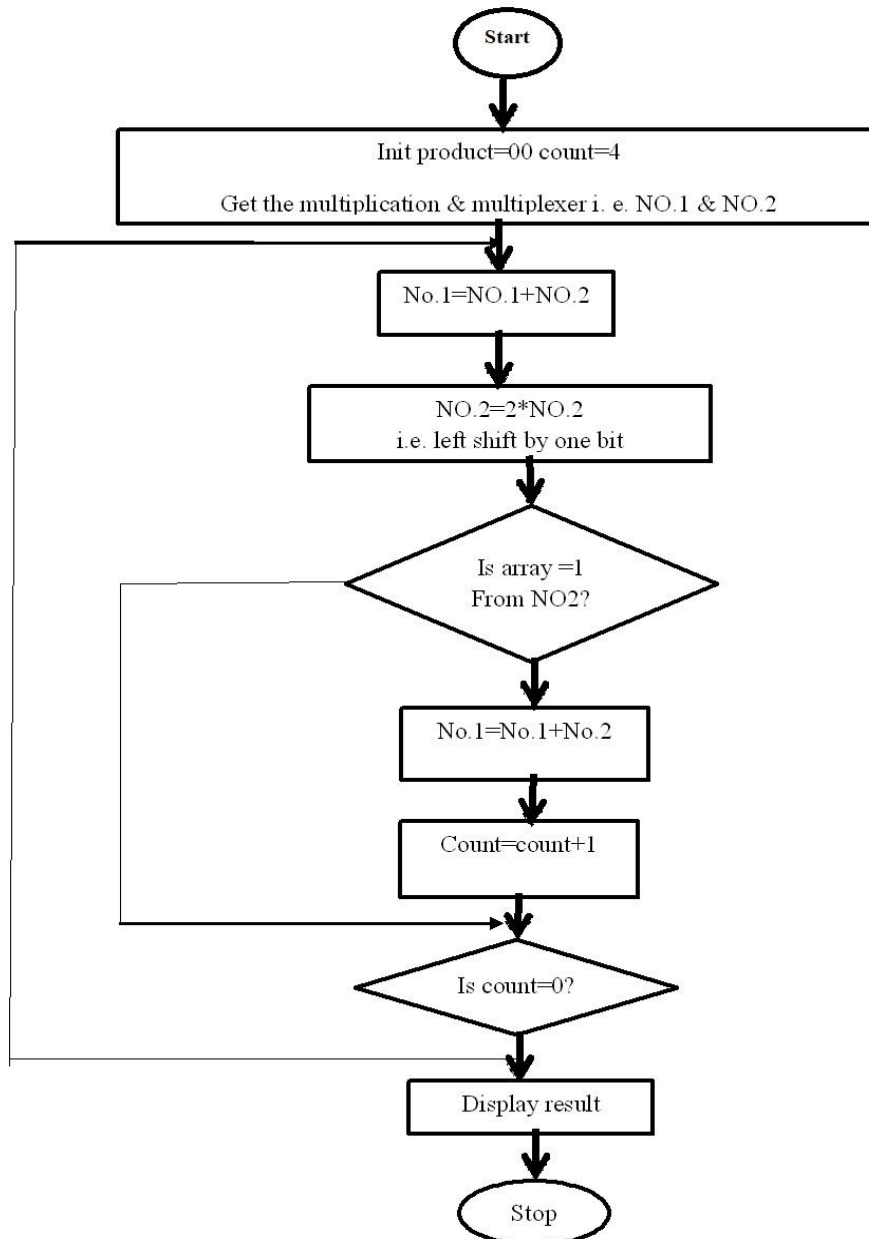 Start
Init product=00 count=4
Get the multiplication & multiplexer i. e. NO.1 & NO.2
No.1=NO.1+NO.2
NO.2=2*NO.2
i.e. left shift by one bit
Is array =1
From NO2?
No.1=No.1+No.2
Count=count+1
Is count=0?
Display result
Stop